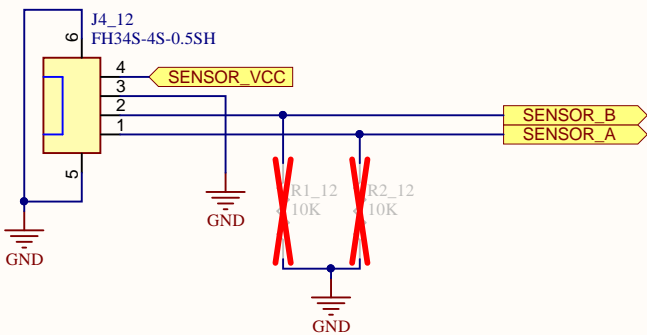 J4_12
FH34S-4S-0.5SH
6
4
SENSOR_VCC
3
2
SENSOR_B
1
SENSOR_A
5
R1_12
R2_12
10K
10K
GND
GND
GND